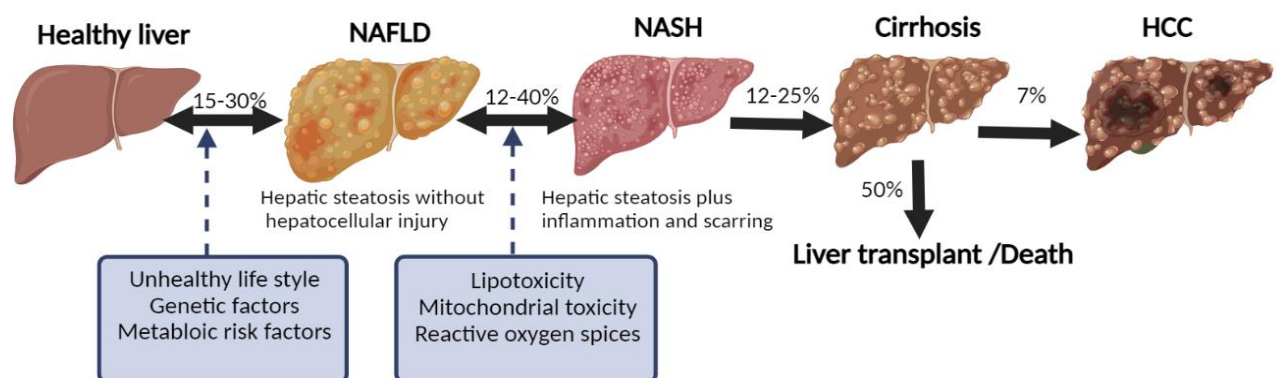 Healthy liver
NAFLD
NASH
Cirrhosis
HCC
15-30%
12-40%
12-25%
7%
Hepatic steatosis without
hepatocellular injury
Hepatic steatosis plus
inflammation and scarring
50%
Liver transplant /Death
Unhealthy life style
Genetic factors
Metabloic risk factors
Lipotoxicity
Mitochondrial toxicity
Reactive oxygen spices